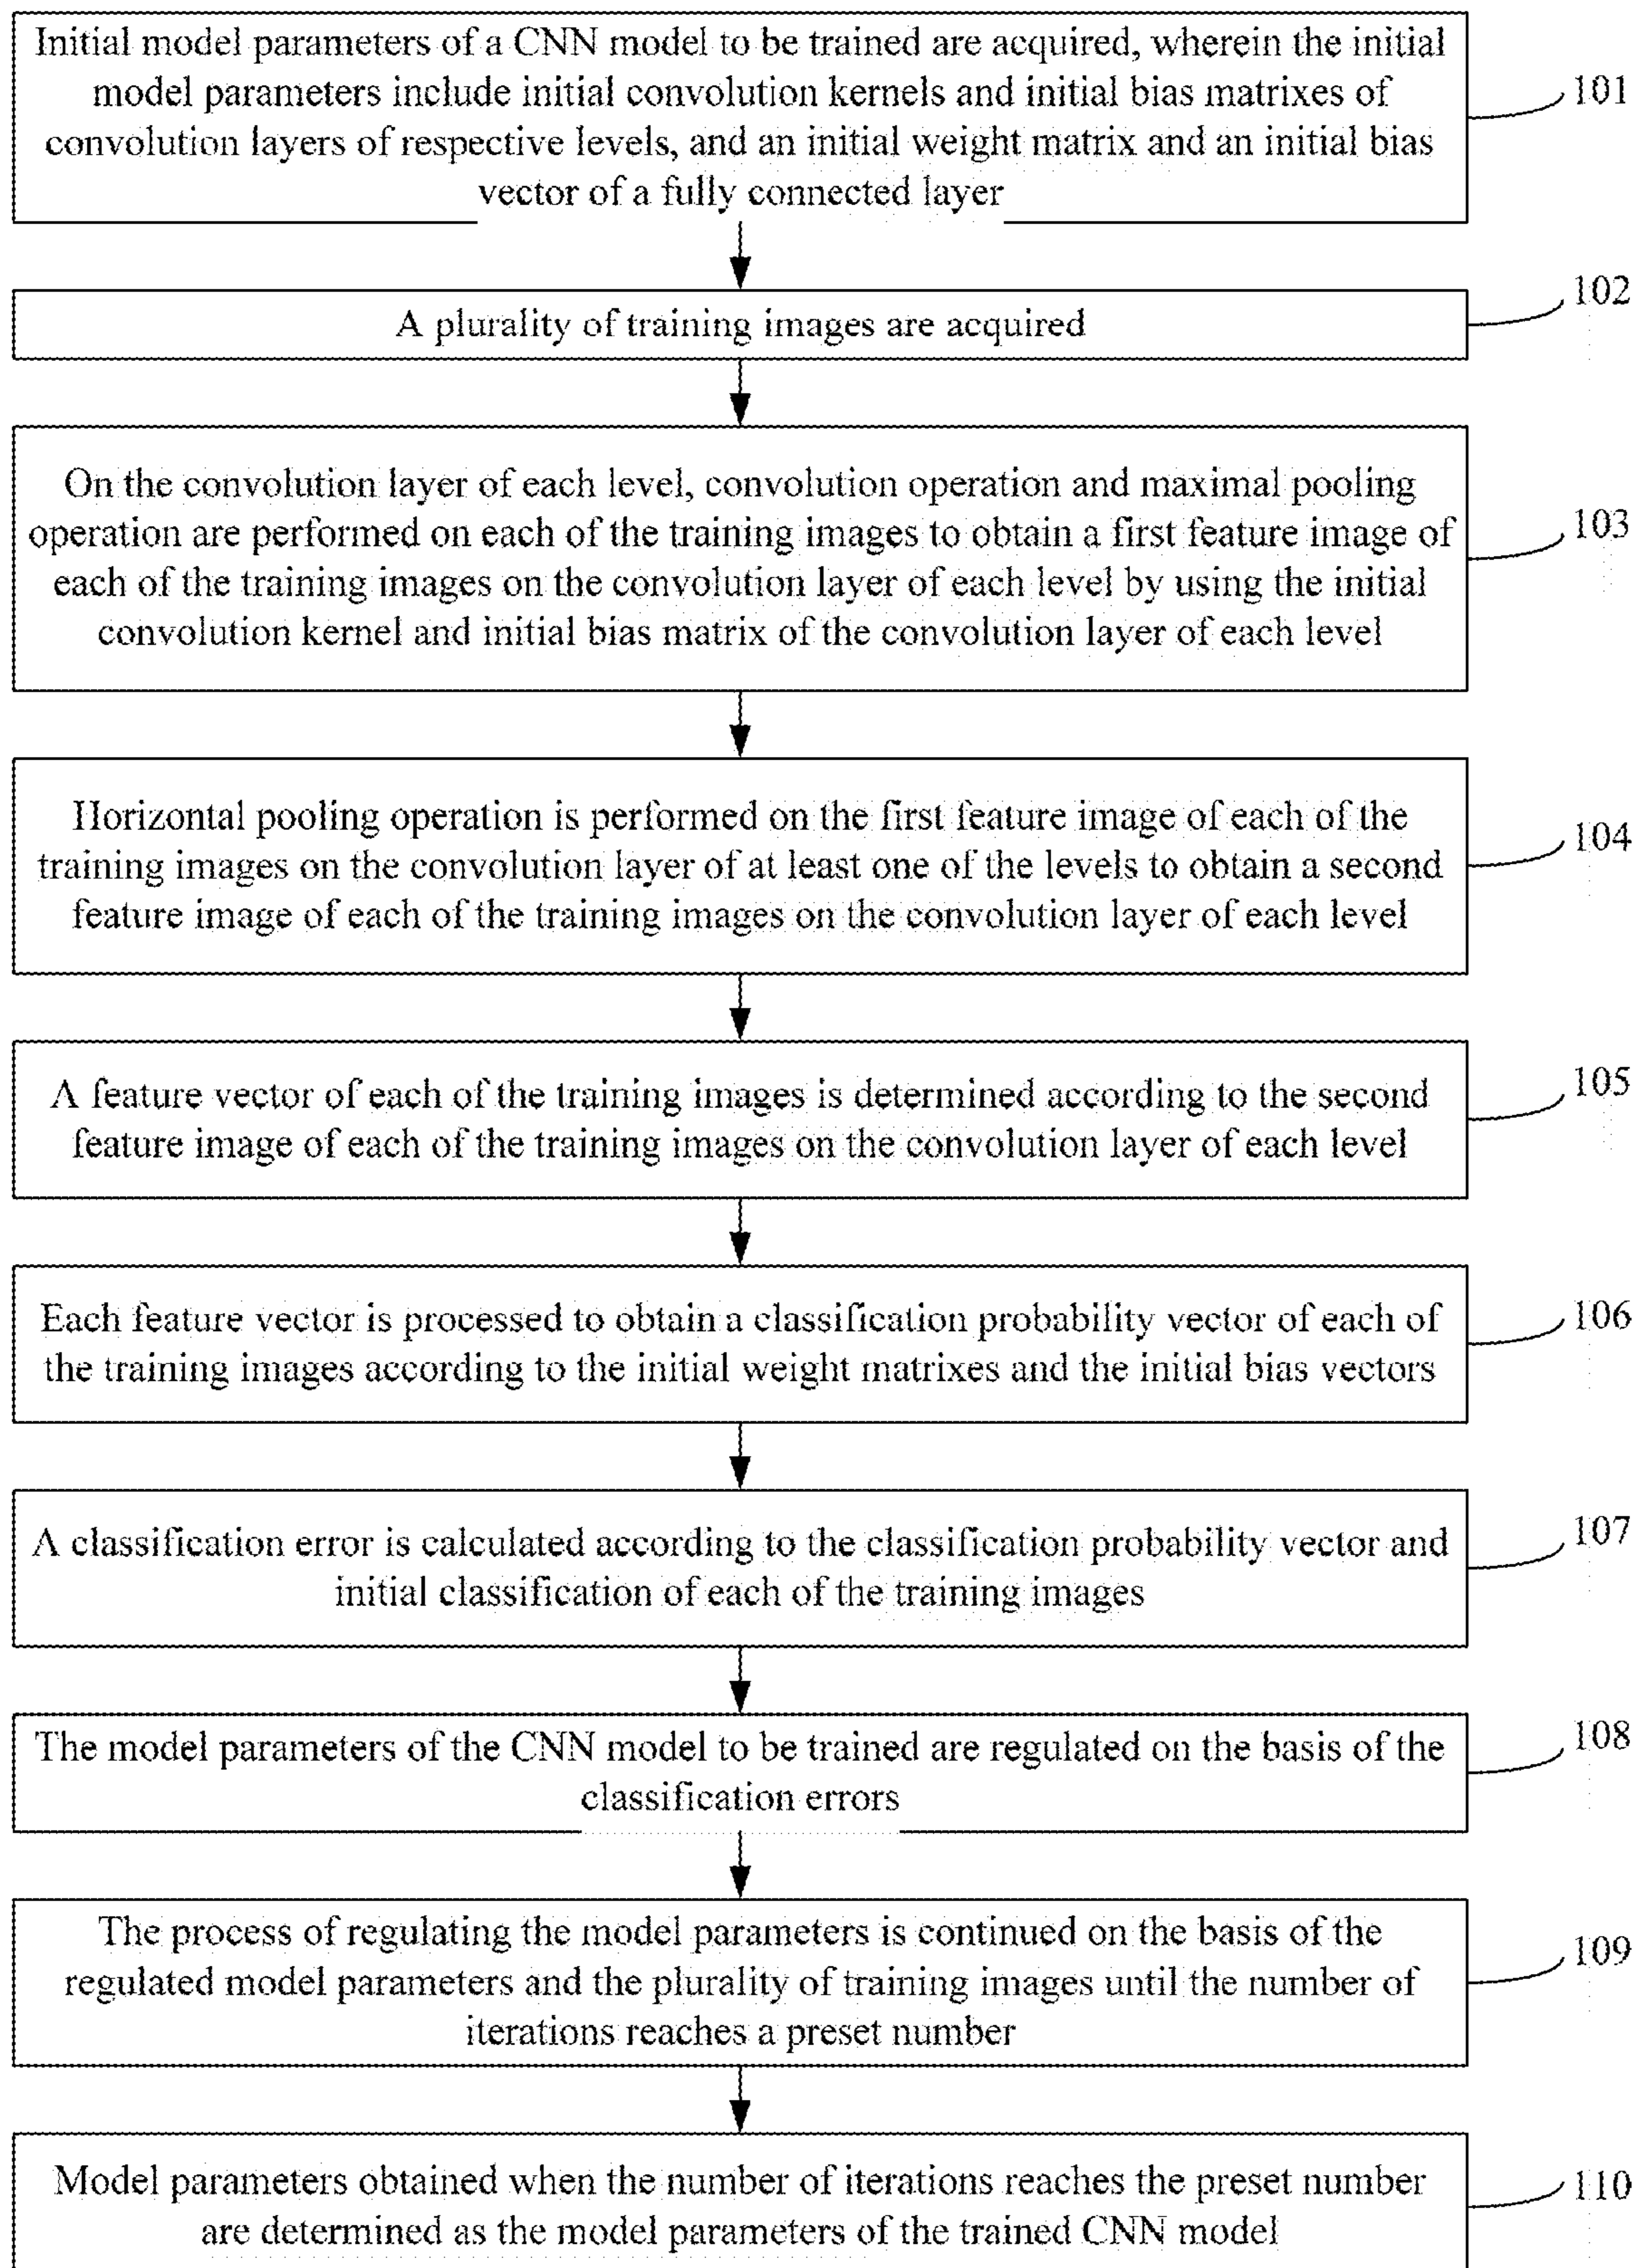 Initial model parameters of a CNN model to be trained are acquired, wherein the initial
model parameters include initial convolution kernels and initial bias matrixes of
convolution layers of respective levels, and an initial weight matrix and an initial bias
vector of a fully connected layer
101
A plurality of training images are acquired
102
On the convolution layer of each level, convolution operation and maximal pooling
operation are performed on each of the training images to obtain a first feature image of
each of the training images on the convolution layer of each level by using the initial
convolution kernel and initial bias matrix of the convolution layer of each level
103
Horizontal pooling operation is performed on the first feature image of each of the
training images on the convolution layer of at least one of the levels to obtain a second
feature image of each of the training images on the convolution layer of each level
104
A feature vector of each of the training images is determined according to the second
feature image of each of the training images on the convolution layer of each level
105
Each feature vector is processed to obtain a classification probability vector of each of
the training images according to the initial weight matrixes and the initial bias vectors
106
A classification error is calculated according to the classification probability vector and
initial classification of each of the training images
107
The model parameters of the CNN model to be trained are regulated on the basis of the
classification errors
108
The process of regulating the model parameters is continued on the basis of the
regulated model parameters and the plurality of training images until the number of
iterations reaches a preset number
109
Model parameters obtained when the number of iterations reaches the preset number
are determined as the model parameters of the trained CNN model
110